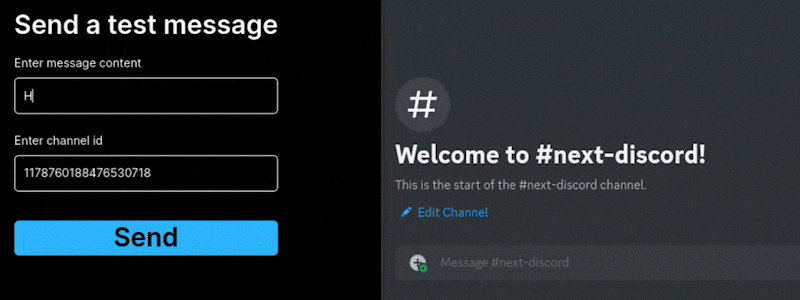 Send a test message
Enter message content
H
Enter channel id
1178760188476530718
Send
#
Welcome to #next-discord!
This is the start of the #next-discord channel.
Edit Channel
Message #next-discord